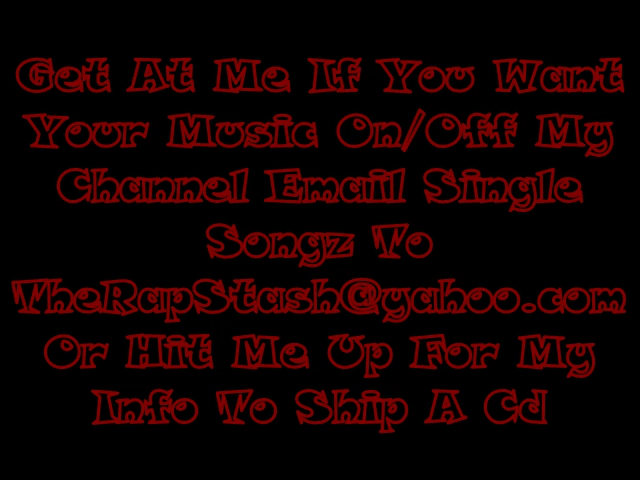 Get At Me If You Want
Your Music On/Off My
Channel Email Single
Songz To
TheRapStash@yahoo.com
Or Hit Me Up For My
Info To Ship A Cd